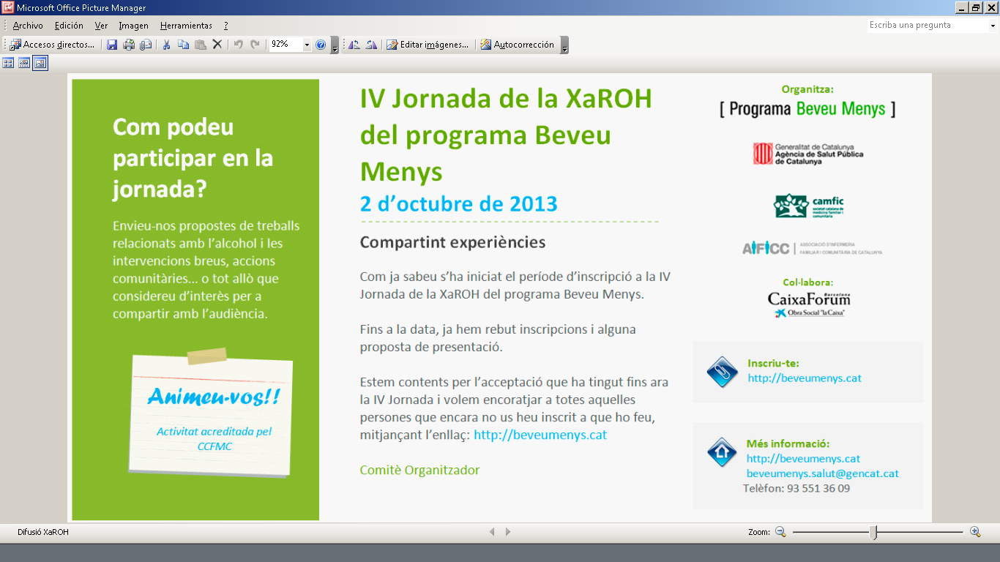 Microsoft Office Picture Manager
Archivo Edición Ver Imagen Herramientas ?
Escriba una pregunta
Accesos directos...
92%
Editar imágenes...
Autocorrección
Com podeu
participar en la
jornada?
Envieu-nos propostes de treballs
relacionats amb l'alcohol i les
intervencions breus, accions
comunitàries... o tot allò que
considereu d'interès per a
compartir amb l'audiència.
Animeu-vos!!
Activitat acreditada pel
CCFMC
IV Jornada de la XaROH
del programa Beveu
Menys
2 d'octubre de 2013
Compartint experiències
Com ja sabeu s'ha iniciat el període d'inscripció a la IV
Jornada de la XaROH del programa Beveu Menys.
Fins a la data, ja hem rebut inscripcions i alguna
proposta de presentació.
Estem contents per l'acceptació que ha tingut fins ara
la IV Jornada i volem encoratjar a totes aquelles
persones que encara no us heu inscrit a que ho feu,
mitjançant l'enllaç: http://beveumenys.cat
Comitè Organitzador
Organitza:
[ Programa Beveu Menys ]
Generalitat de Catalunya
Agència de Salut Pública
de Catalunya
camfic
societat catalana de
medicina familiar i
comunitària
AIFICC
ASSOCIACIÓ D'INFERMERIA
FAMILIAR I COMUNITÀRIA DE CATALUNYA
Col·labora:
Barcelona
CaixaForum
Obra Social "la Caixa"
Inscriu-te:
http://beveumenys.cat
Més informació:
http://beveumenys.cat
beveumenys.salut@gencat.cat
Telèfon: 93 551 36 09
Difusió XaROH
Zoom: